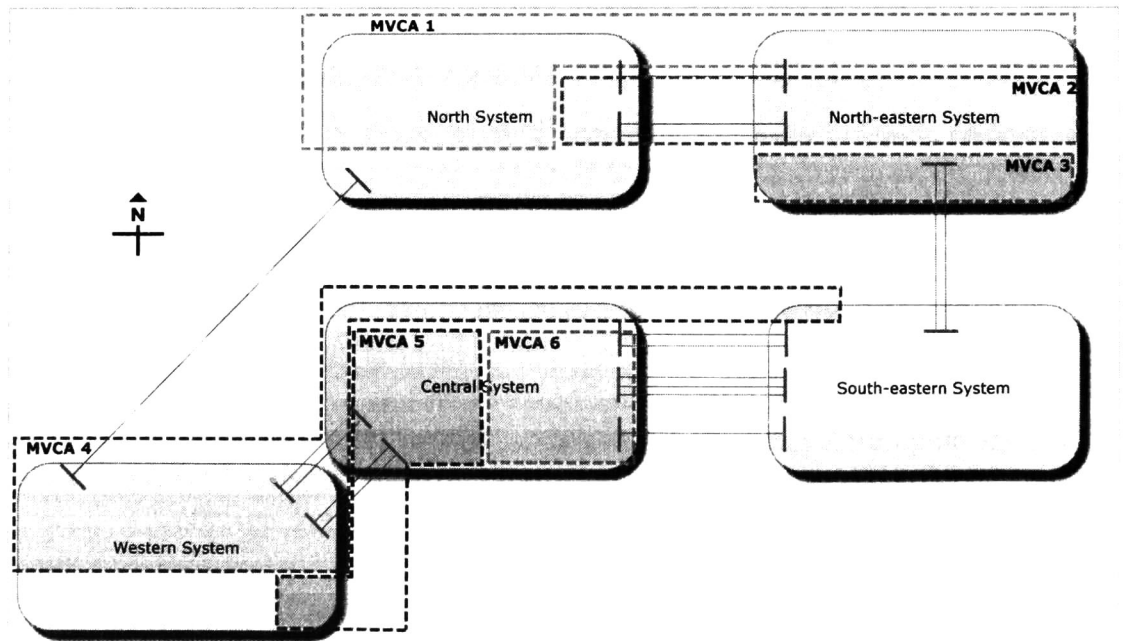 MVCA 1
North System
MVCA 2
North-eastern System
MVCA 3
N
MVCA 5
MVCA 6
Central System
South-eastern System
MVCA 4
Western System